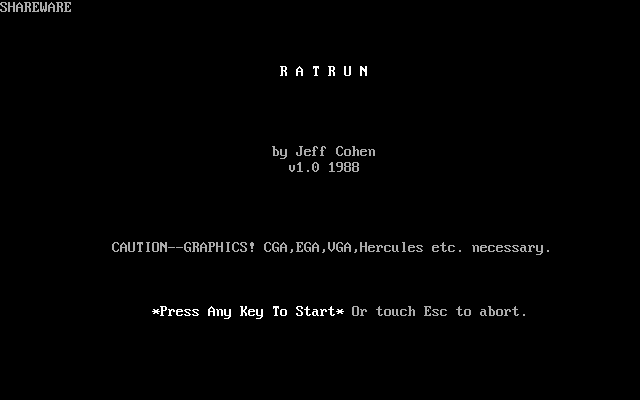 SHAREWARE
R A T R U N
by Jeff Cohen
v1.0 1988
CAUTION--GRAPHICS! CGA,EGA,VGA,Hercules etc. necessary.
*Press Any Key To Start* Or touch Esc to abort.